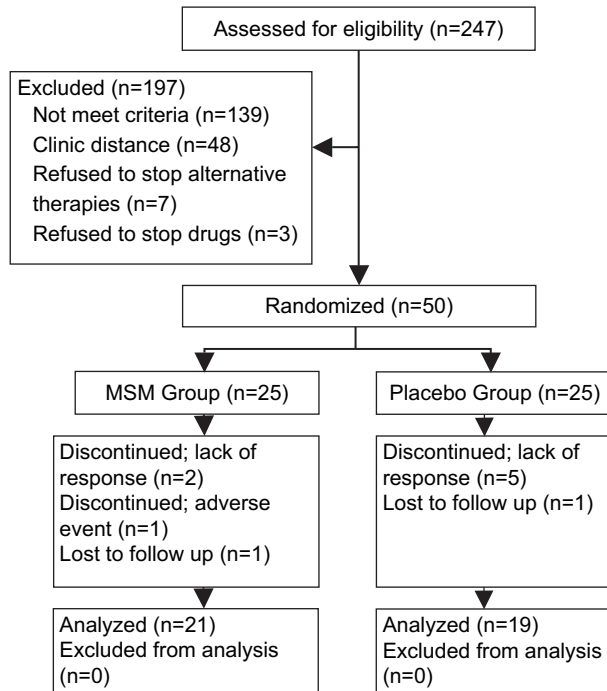 Assessed for eligibility (n=247)
Excluded (n=197)
Not meet criteria (n=139)
Clinic distance (n=48)
Refused to stop alternative
therapies (n=7)
Refused to stop drugs (n=3)
Randomized (n=50)
MSM Group (n=25)
Placebo Group (n=25)
Discontinued; lack of
response (n=2)
Discontinued; adverse
event (n=1)
Lost to follow up (n=1)
Discontinued; lack of
response (n=5)
Lost to follow up (n=1)
Analyzed (n=21)
Excluded from analysis
(n=0)
Analyzed (n=19)
Excluded from analysis
(n=0)